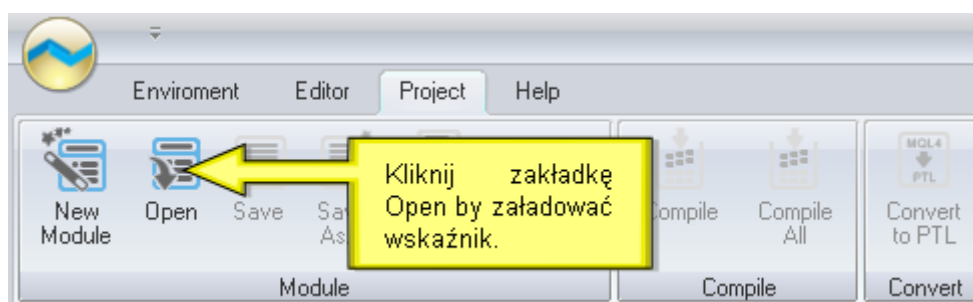 Enviroment Editor Project Help
New Module
Open
Save
As
Kliknij zakładkę
Open by załadować
wskaźnik.
Compile
Compile All
MQL4
PTL
Convert to PTL
Module
Compile
Convert